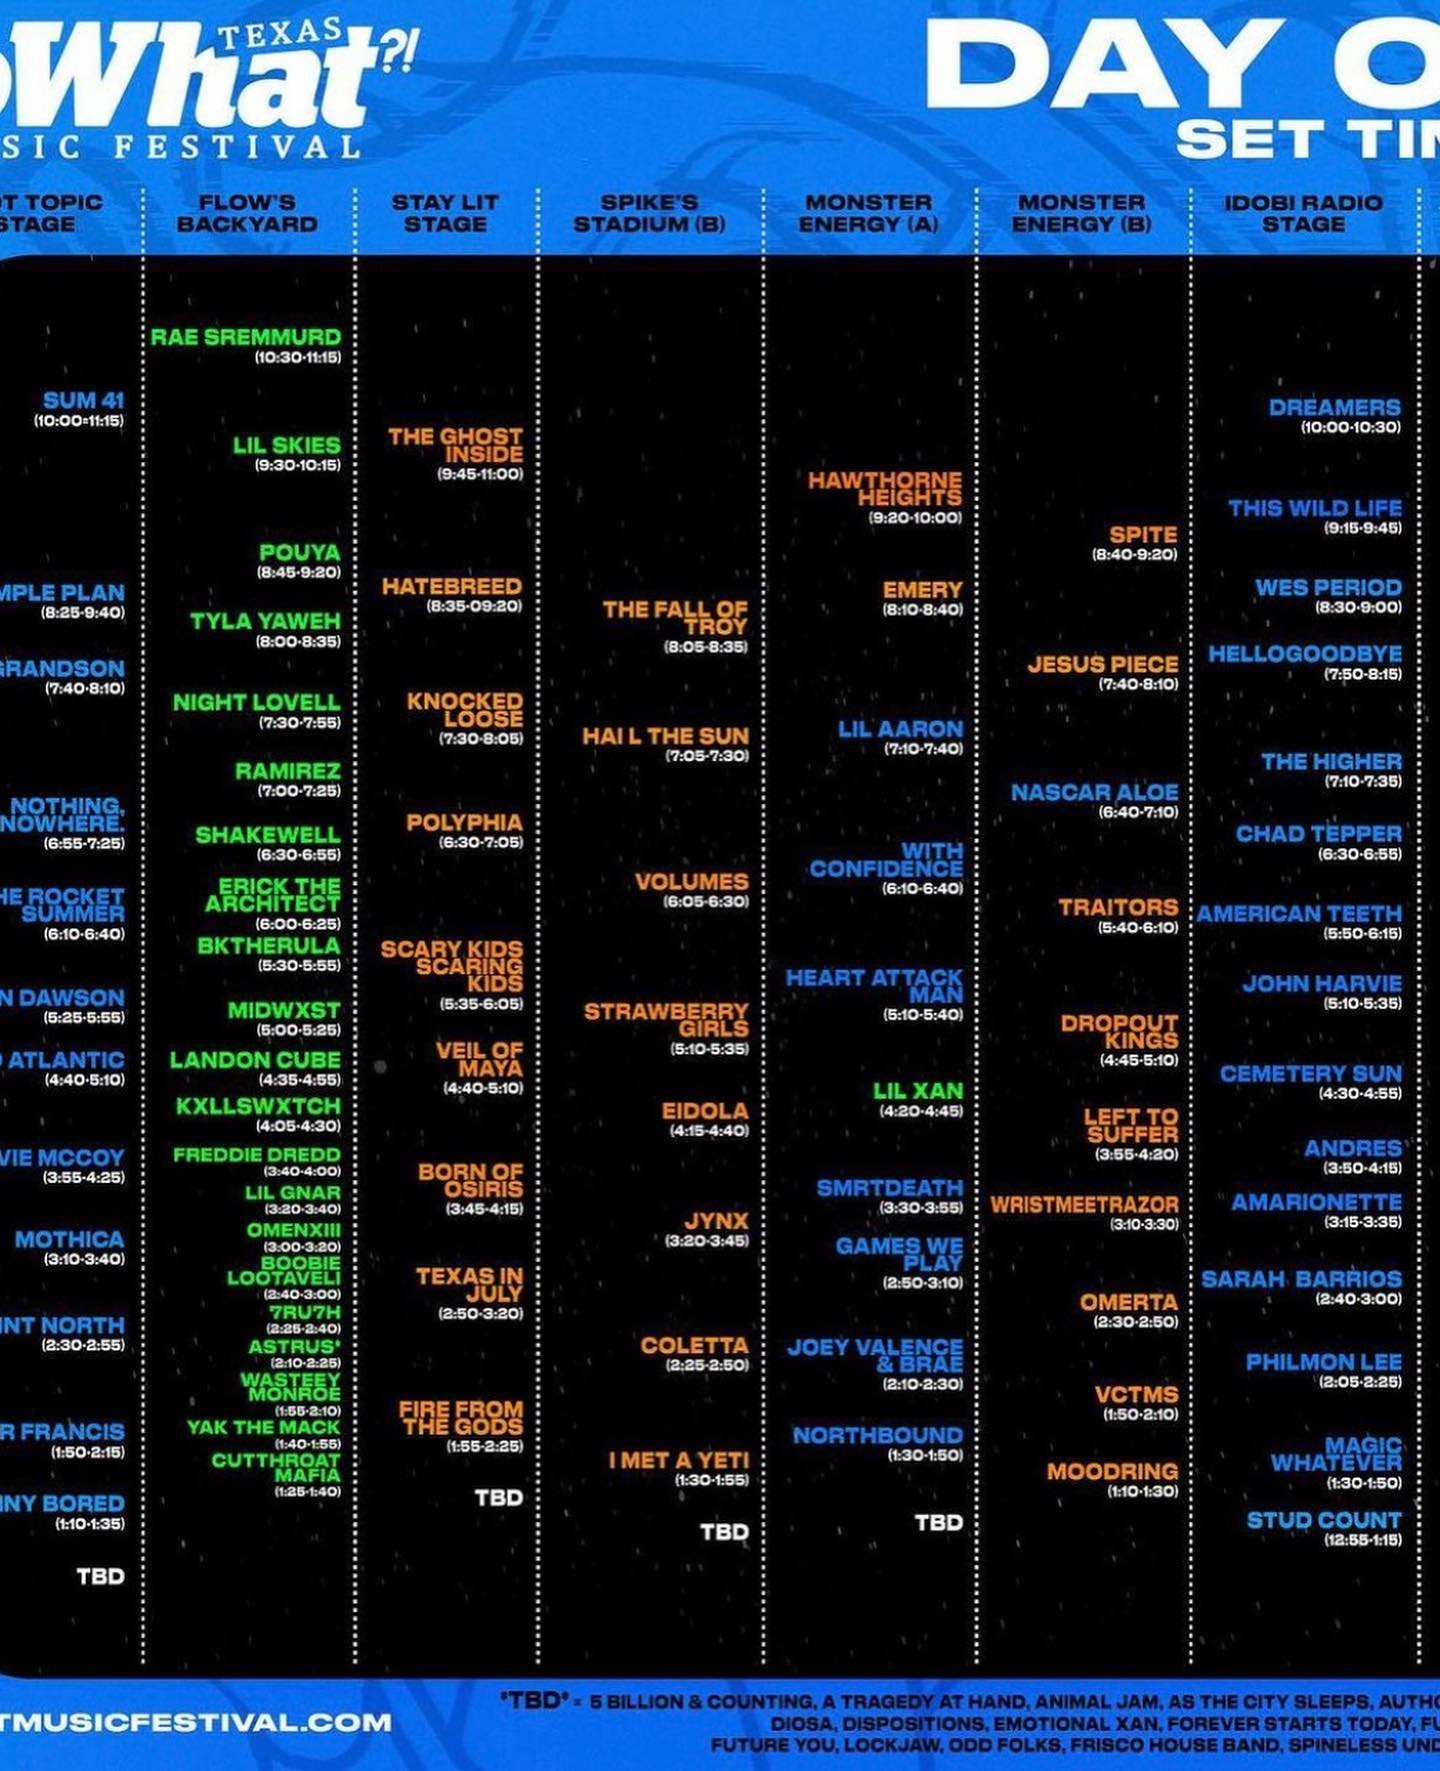 TEXAS
What?!
SIC FESTIVAL
DAY O
SET TIM
OT TOPIC
STAGE
SUM 41
(10:00=11:15)
MPLE PLAN
(8:25-9:40)
GRANDSON
(7:40-8:10)
NOTHING,
NOWHERE.
(6:55-7:25)
HE ROCKET
SUMMER
(6:10-6:40)
N DAWSON
(5:25-5:55)
ATLANTIC
(4:40-5:10)
VIE MCCOY
(3:55-4:25)
MOTHICA
(3:10-3:40)
INT NORTH
(2:30-2:55)
R FRANCIS
(1:50-2:15)
NY BORED
(1:10-1:35)
TBD
FLOW'S
BACKYARD
RAE SREMMURD
(10:30-11:15)
LIL SKIES
(9:30-10:15)
POUYA
(8:45-9:20)
TYLA YAWEH
(8:00-8:35)
NIGHT LOVELL
(7:30-7:55)
RAMIREZ
(7:00-7:25)
SHAKEWELL
(6:30-6:55)
ERICK THE
ARCHITECT
(6:00-6:25)
BKTHERULA
(5:30-5:55)
MIDWXST
(5:00-5:25)
LANDON CUBE
(4:35-4:55)
KXLLSWXTCH
(4:05-4:30)
FREDDIE DREDD
(3:40-4:00)
LIL GNAR
(3:20-3:40)
OMENXIII
(3:00-3:20)
BOOBIE
LOOTAVELI
(2:40-3:00)
7RU7H
(2:25-2:40)
ASTRUS*
(2:10-2:25)
WASTEEY
MONROE
(1:55-2:10)
YAK THE MACK
(1:40-1:55)
CUTTHROAT
MAFIA
(1:25-1:40)
STAY LIT
STAGE
THE GHOST
INSIDE
(9:45-11:00)
HATEBREED
(8:35-09:20)
KNOCKED
LOOSE
(7:30-8:05)
POLYPHIA
(6:30-7:05)
SCARY KIDS
SCARING
KIDS
(5:35-6:05)
VEIL OF
MAYA
(4:40-5:10)
BORN OF
OSIRIS
(3:45-4:15)
TEXAS IN
JULY
(2:50-3:20)
FIRE FROM
THE GODS
(1:55-2:25)
TBD
SPIKE'S
STADIUM (B)
THE FALL OF
TROY
(8:05-8:35)
HAI L THE SUN
(7:05-7:30)
VOLUMES
(6:05-6:30)
STRAWBERRY
GIRLS
(5:10-5:35)
EIDOLA
(4:15-4:40)
JYNX
(3:20-3:45)
COLETTA
(2:25-2:50)
I MET A YETI
(1:30-1:55)
TBD
MONSTER
ENERGY (A)
HAWTHORNE
HEIGHTS
(9:20-10:00)
EMERY
(8:10-8:40)
LIL AARON
(7:10-7:40)
WITH
CONFIDENCE
(6:10-6:40)
HEART ATTACK
MAN
(5:10-5:40)
LIL XAN
(4:20-4:45)
SMRTDEATH
(3:30-3:55)
GAMES WE
PLAY
(2:50-3:10)
JOEY VALENCE
& BRAE
(2:10-2:30)
NORTHBOUND
(1:30-1:50)
TBD
MONSTER
ENERGY (B)
SPITE
(8:40-9:20)
JESUS PIECE
(7:40-8:10)
NASCAR ALOE
(6:40-7:10)
TRAITORS
(5:40-6:10)
DROPOUT
KINGS
(4:45-5:10)
LEFT TO
SUFFER
(3:55-4:20)
WRISTMEETRAZOR
(3:10-3:30)
OMERTA
(2:30-2:50)
VCTMS
(1:50-2:10)
MOODRING
(1:10-1:30)
IDOBI RADIO
STAGE
DREAMERS
(10:00-10:30)
THIS WILD LIFE
(9:15-9:45)
WES PERIOD
(8:30-9:00)
HELLOGOODBYE
(7:50-8:15)
THE HIGHER
(7:10-7:35)
CHAD TEPPER
(6:30-6:55)
AMERICAN TEETH
(5:50-6:15)
JOHN HARVIE
(5:10-5:35)
CEMETERY SUN
(4:30-4:55)
ANDRES
(3:50-4:15)
AMARIONETTE
(3:15-3:35)
SARAH BARRIOS
(2:40-3:00)
PHILMON LEE
(2:05-2:25)
MAGIC
WHATEVER
(1:30-1:50)
STUD COUNT
(12:55-1:15)
TMUSICFESTIVAL.COM
*TBD* = 5 BILLION & COUNTING, A TRAGEDY AT HAND, ANIMAL JAM, AS THE CITY SLEEPS, AUTHO
DIOSA, DISPOSITIONS, EMOTIONAL XAN, FOREVER STARTS TODAY, FU
FUTURE YOU, LOCKJAW, ODD FOLKS, FRISCO HOUSE BAND, SPINELESS UND